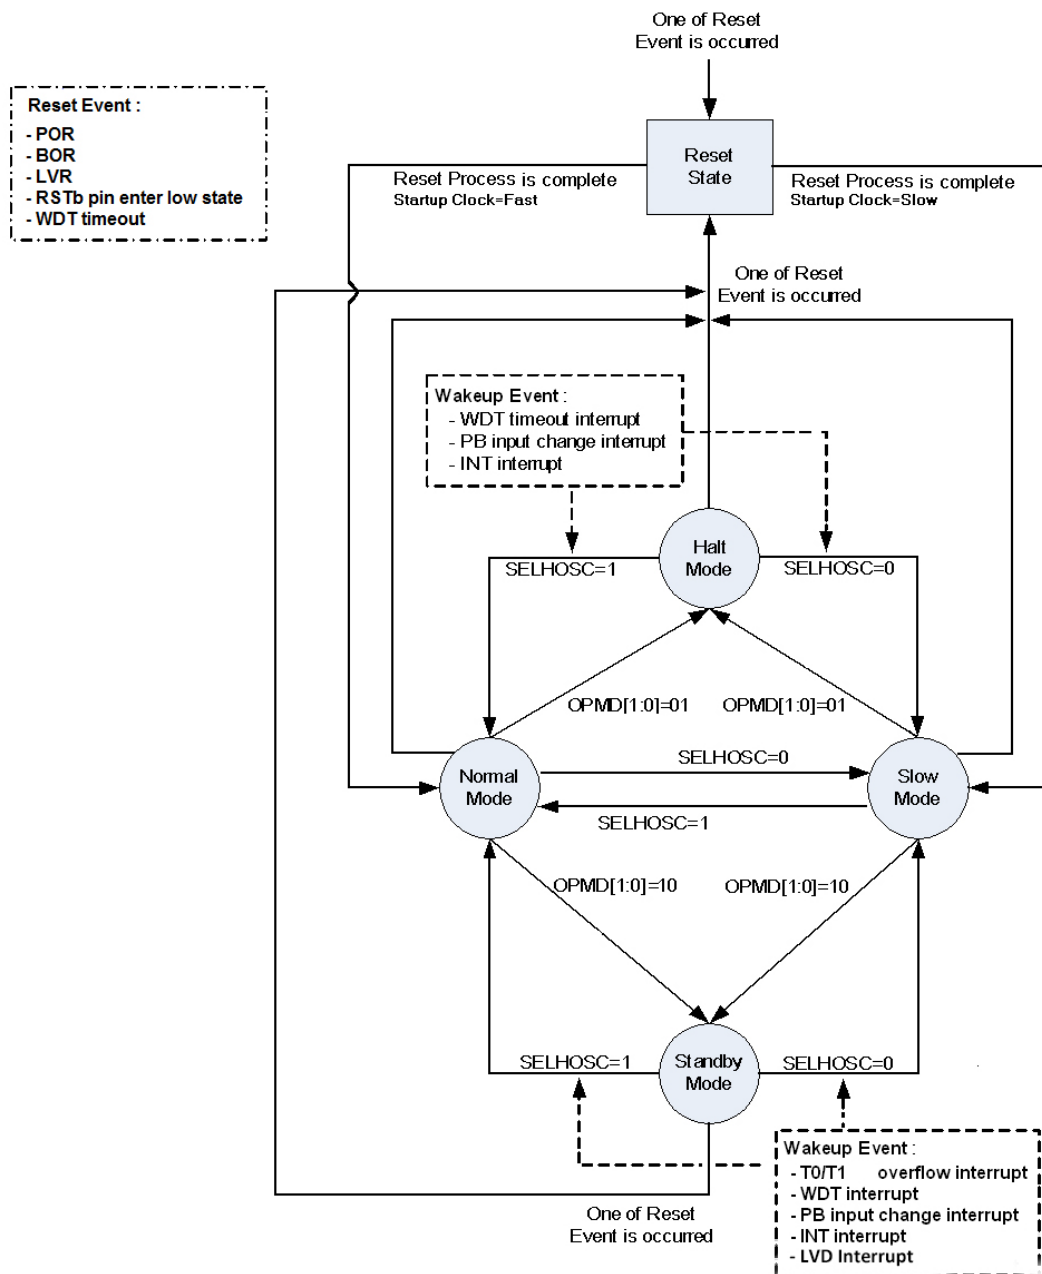 One of Reset
Event is occurred
Reset Event :
- POR
- BOR
- LVR
- RSTb pin enter low state
- WDT timeout
Reset
State
Reset Process is complete
Startup Clock=Fast
Reset Process is complete
Startup Clock=Slow
One of Reset
Event is occurred
Wakeup Event :
- WDT timeout interrupt
- PB input change interrupt
- INT interrupt
Halt
Mode
SELHOSC=1
SELHOSC=0
OPMD[1:0]=01
OPMD[1:0]=01
Normal
Mode
SELHOSC=0
Slow
Mode
SELHOSC=1
OPMD[1:0]=10
OPMD[1:0]=10
Standby
Mode
SELHOSC=1
SELHOSC=0
Wakeup Event :
- T0/T1 overflow interrupt
- WDT interrupt
- PB input change interrupt
- INT interrupt
- LVD Interrupt
One of Reset
Event is occurred